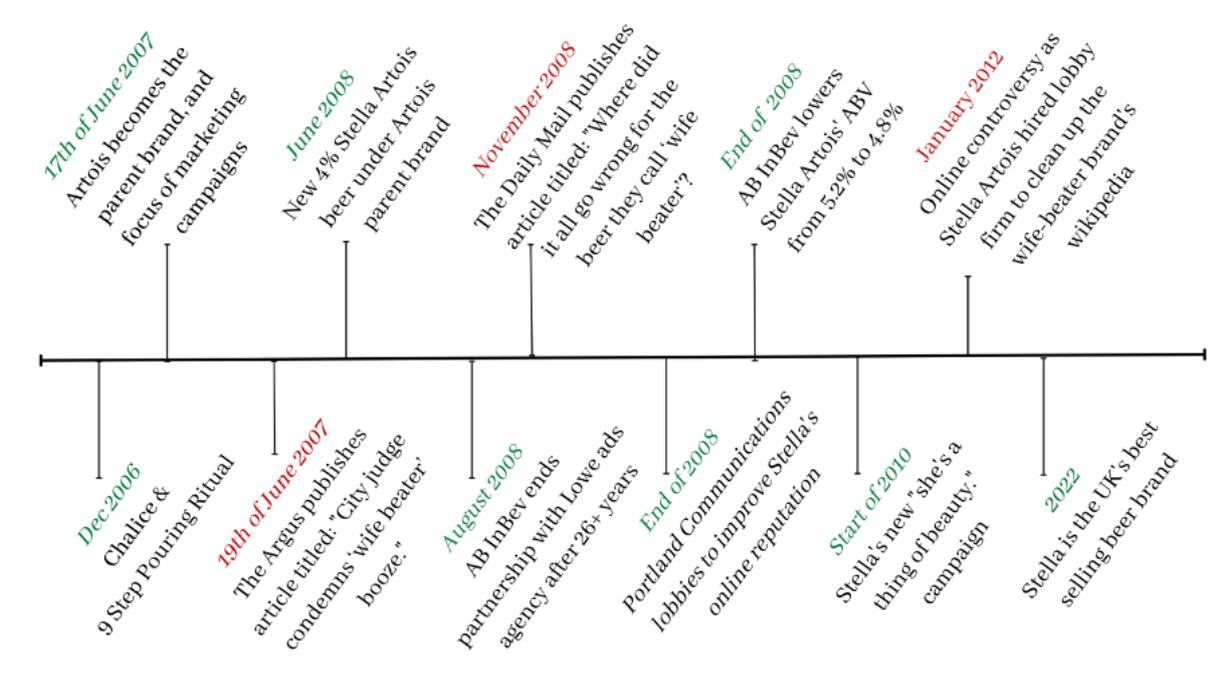 17th of June 2007
Artois becomes the
parent brand, and
focus of marketing
campaigns
June 2008
New 4% Stella Artois
beer under Artois
parent brand
November 2008
The Daily Mail publishes
article titled: "Where did
it all go wrong for the
beer they call 'wife
beater'?
End of 2008
AB InBev lowers
Stella Artois' ABV
from 5.2% to 4.8%
January 2012
Online controversy as
Stella Artois hired lobby
firm to clean up the
wife-beater brand's
wikipedia
Dec 2006
Chalice &
9 Step Pouring Ritual
19th of June 2007
The Argus publishes
article titled: "City judge
condemns 'wife beater'
booze."
August 2008
AB InBev ends
partnership with Lowe ads
agency after 26+ years
End of 2008
Portland Communications
lobbies to improve Stella's
online reputation
Start of 2010
Stella's new " she's a
thing of beauty."
campaign
2022
Stella is the UK's best
selling beer brand